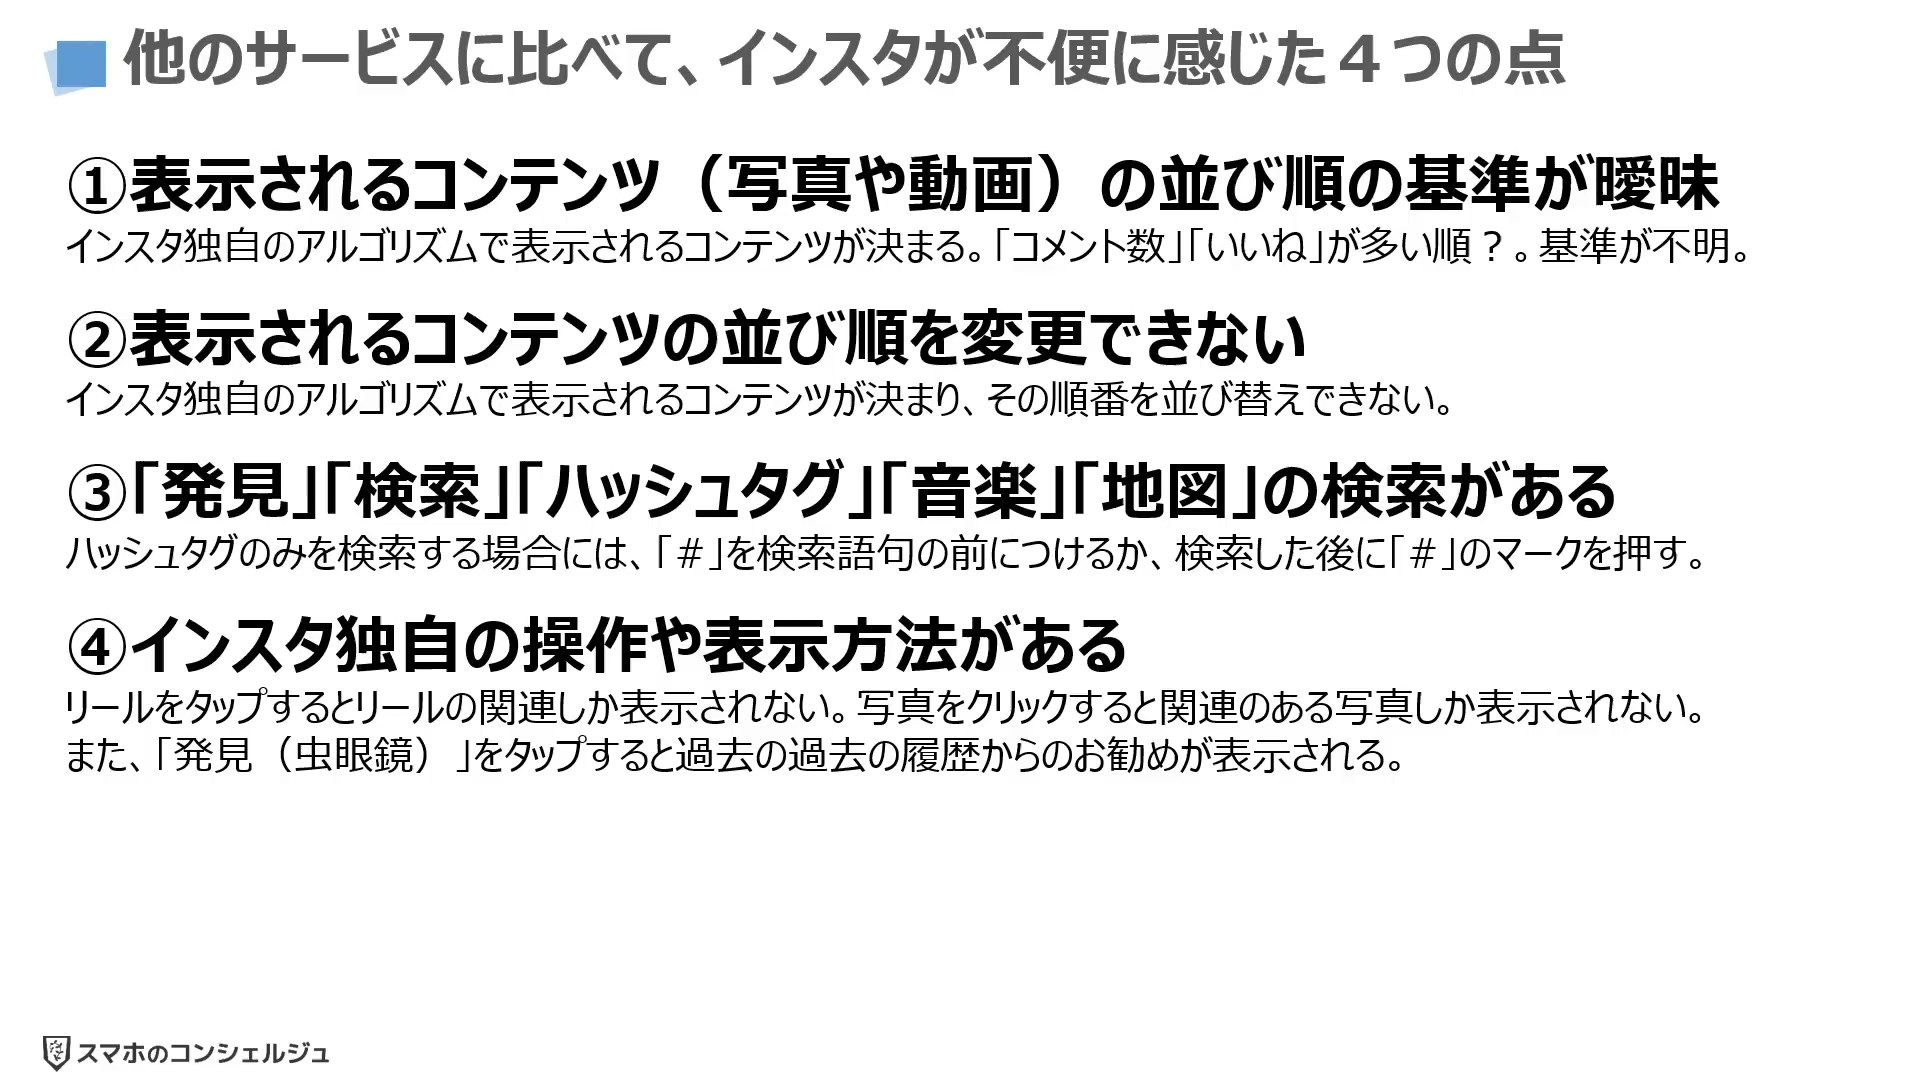 他のサービスに比べて、インスタが不便に感じた４つの点
①表示されるコンテンツ（写真や動画）の並び順の基準が曖昧
インスタ独自のアルゴリズムで表示されるコンテンツが決まる。「コメント数」「いいね」が多い順？。基準が不明。
②表示されるコンテンツの並び順を変更できない
インスタ独自のアルゴリズムで表示されるコンテンツが決まり、その順番を並び替えできない。
③「発見」「検索」「ハッシュタグ」「音楽」「地図」の検索がある
ハッシュタグのみを検索する場合には、「＃」を検索語句の前につけるか、検索した後に「＃」のマークを押す。
④インスタ独自の操作や表示方法がある
リールをタップするとリールの関連しか表示されない。写真をクリックすると関連のある写真しか表示されない。
また、「発見（虫眼鏡）」をタップすると過去の過去の履歴からのお勧めが表示される。
スマホのコンシェルジュ